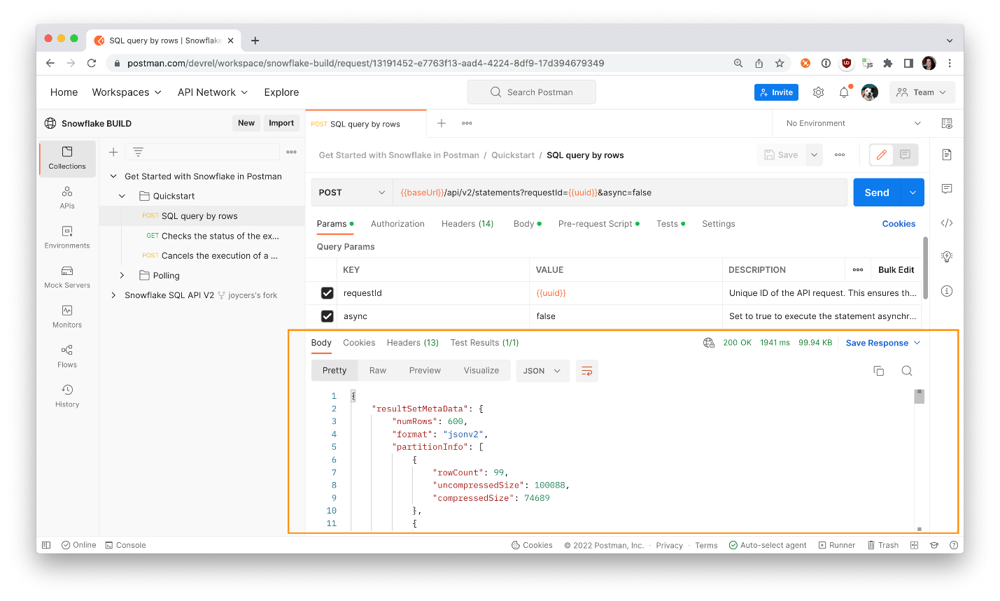 SQL query by rows | Snowflake
postman.com/devrel/workspace/snowflake-build/request/13191452-e7763f13-aad4-4224-8df9-17d394679349
Home Workspaces API Network Explore Search Postman Invite Team
Snowflake BUILD New Import POST SQL query by rows No Environment
Collections
APIs
Environments
Mock Servers
Monitors
Flows
History
Get Started with Snowflake in Postman
Quickstart
POST SQL query by rows
GET Checks the status of the ex...
POST Cancels the execution of a ...
Polling
Snowflake SQL API V2 joycers's fork
Get Started with Snowflake in Postman / Quickstart / SQL query by rows Save
POST {{baseUrl}}/api/v2/statements?requestId={{uuid}}&async=false Send
Params Authorization Headers (14) Body Pre-request Script Tests Settings Cookies
Query Params
KEY VALUE DESCRIPTION Bulk Edit
requestId {{uuid}} Unique ID of the API request. This ensures th...
async false Set to true to execute the statement asynchr...
Body Cookies Headers (13) Test Results (1/1) 200 OK 1941 ms 99.94 KB Save Response
Pretty Raw Preview Visualize JSON
1 {
2 "resultSetMetaData": {
3 "numRows": 600,
4 "format": "jsonv2",
5 "partitionInfo": [
6 {
7 "rowCount": 99,
8 "uncompressedSize": 100088,
9 "compressedSize": 74689
10 },
11 {
Online Console Cookies © 2022 Postman, Inc. · Privacy · Terms Auto-select agent Runner Trash